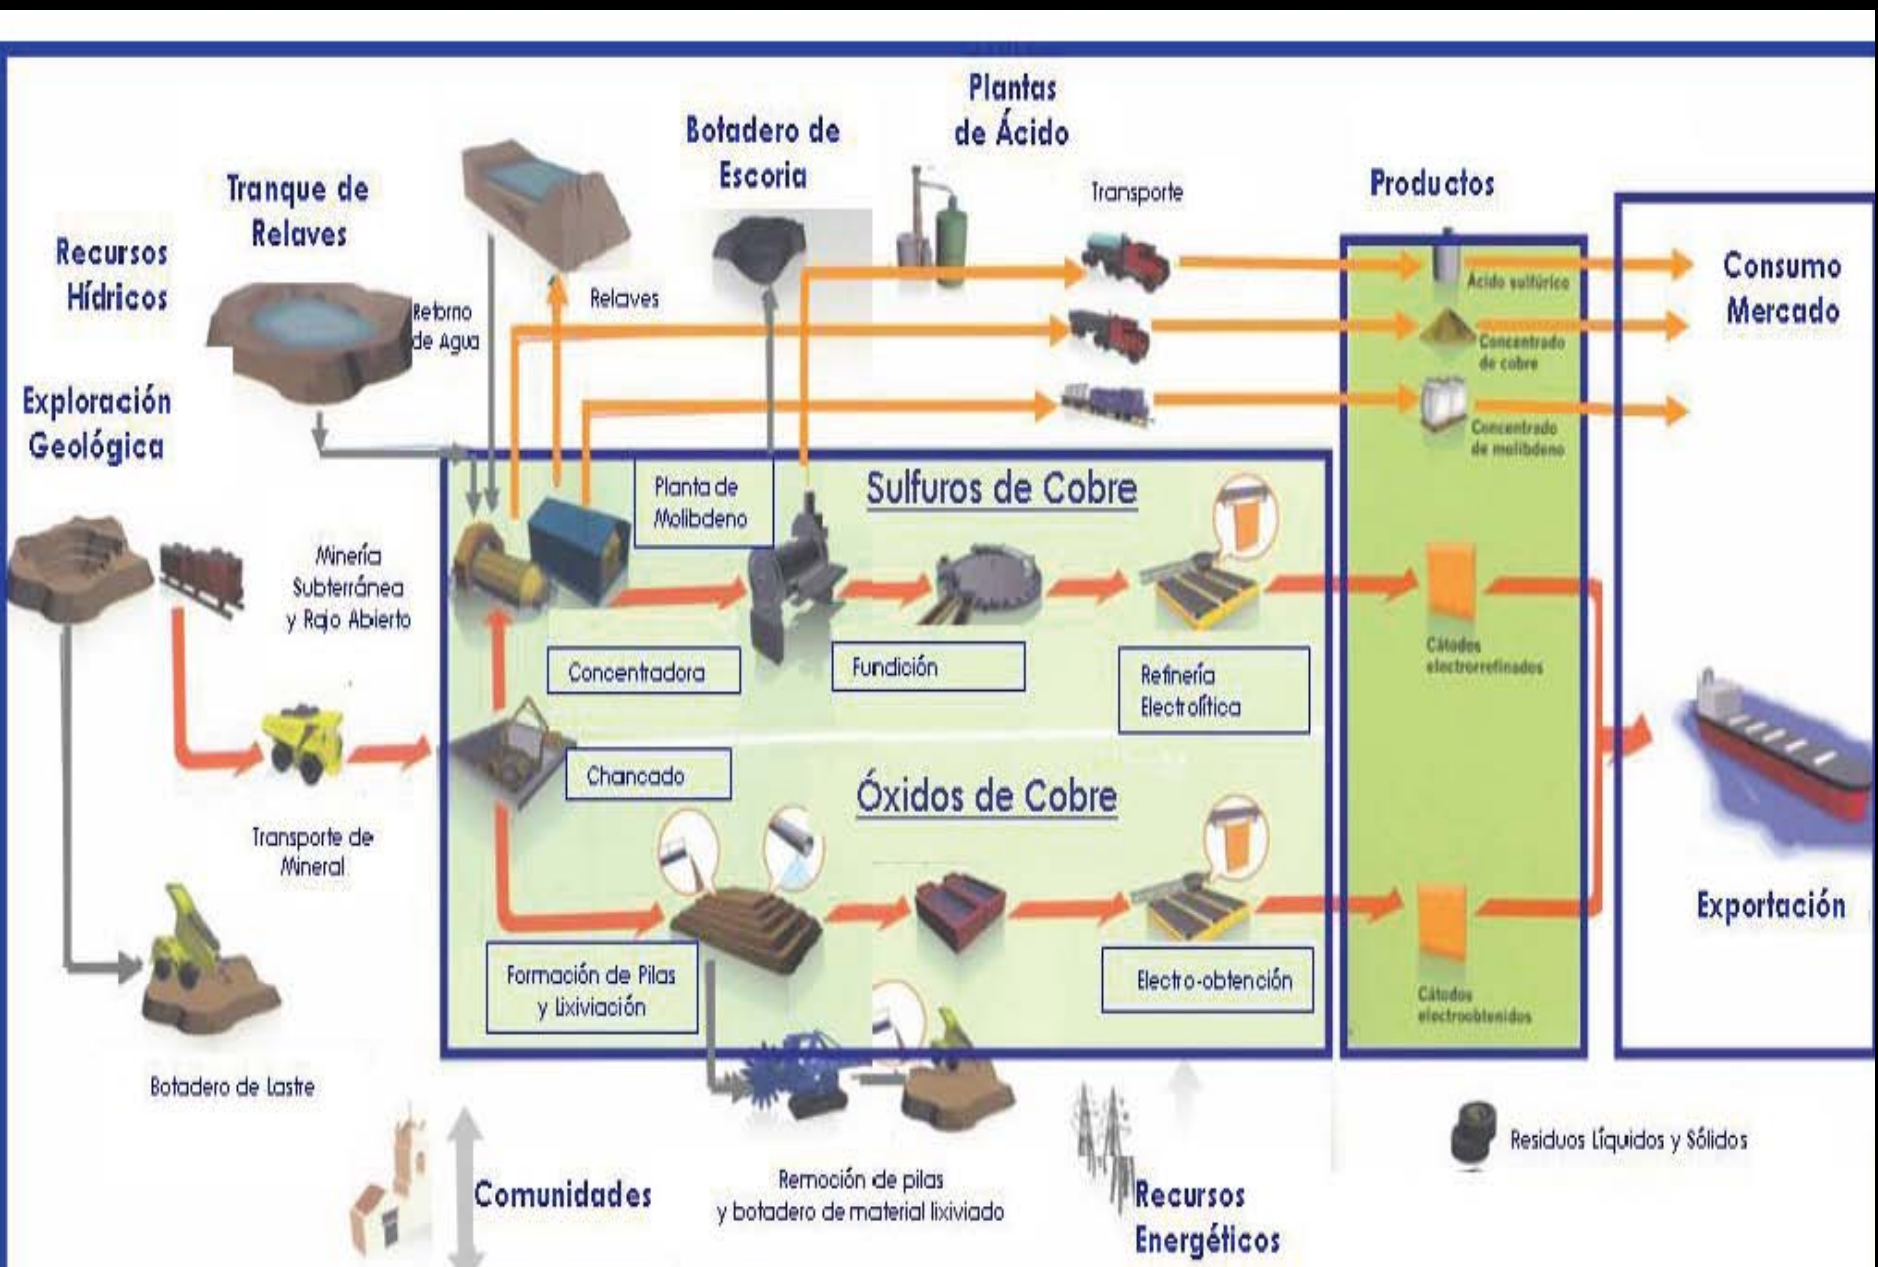 Plantas
de Ácido
Botadero de
Escoria
Transporte
Productos
Tranque de
Relaves
Recursos
Hídricos
Consumo
Mercado
Ácido sulfúrico
Relaves
Retorno
de Agua
Concentrado
de cobre
Exploración
Geológica
Concentrado
de molibdeno
Planta de
Molibdeno
Sulfuros de Cobre
Minería
Subterránea
y Rajo Abierto
Concentradora
Fundición
Refinería
Electrolítica
Cátodos
electrorrefinados
Chancado
Óxidos de Cobre
Transporte de
Mineral
Exportación
Formación de Pilas
y Lixiviación
Electro-obtención
Cátodos
electroobtenidos
Botadero de Lastre
Residuos Líquidos y Sólidos
Comunidades
Remoción de pilas
y botadero de material lixiviado
Recursos
Energéticos